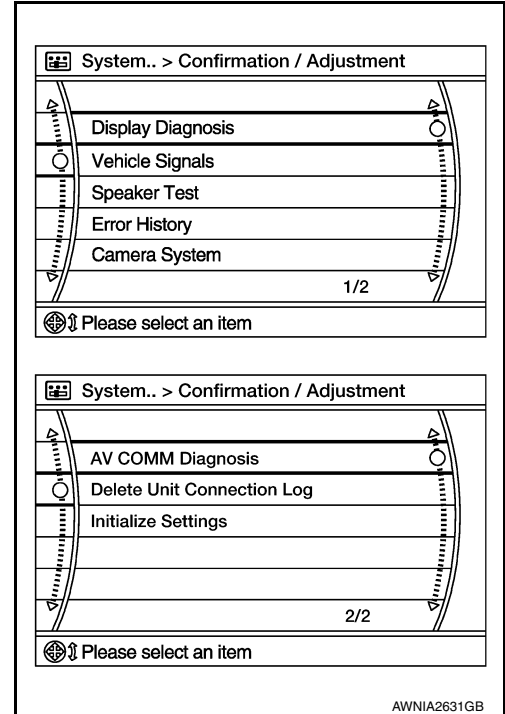 System.. > Confirmation / Adjustment
Display Diagnosis
Vehicle Signals
Speaker Test
Error History
Camera System
1/2
Please select an item
System.. > Confirmation / Adjustment
AV COMM Diagnosis
Delete Unit Connection Log
Initialize Settings
2/2
Please select an item
AWNIA2631GB